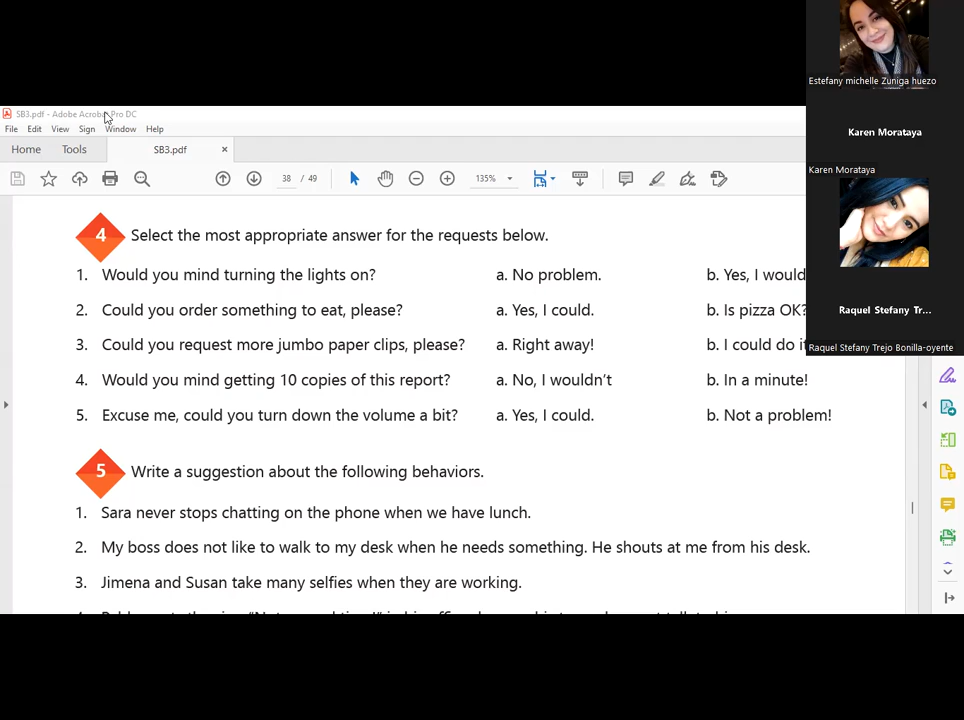 Estefany michelle Zuniga huezo
Karen Morataya
Karen Morataya
Raquel Stefany Tr...
Raquel Stefany Trejo Bonilla-oyente
SB3.pdf - Adobe Acrobat Pro DC
File Edit View Sign Window Help
Home Tools SB3.pdf ×
38 / 49 135%
4 Select the most appropriate answer for the requests below.
1. Would you mind turning the lights on? a. No problem. b. Yes, I would
2. Could you order something to eat, please? a. Yes, I could. b. Is pizza OK?
3. Could you request more jumbo paper clips, please? a. Right away! b. I could do it
4. Would you mind getting 10 copies of this report? a. No, I wouldn't b. In a minute!
5. Excuse me, could you turn down the volume a bit? a. Yes, I could. b. Not a problem!
5 Write a suggestion about the following behaviors.
1. Sara never stops chatting on the phone when we have lunch.
2. My boss does not like to walk to my desk when he needs something. He shouts at me from his desk.
3. Jimena and Susan take many selfies when they are working.